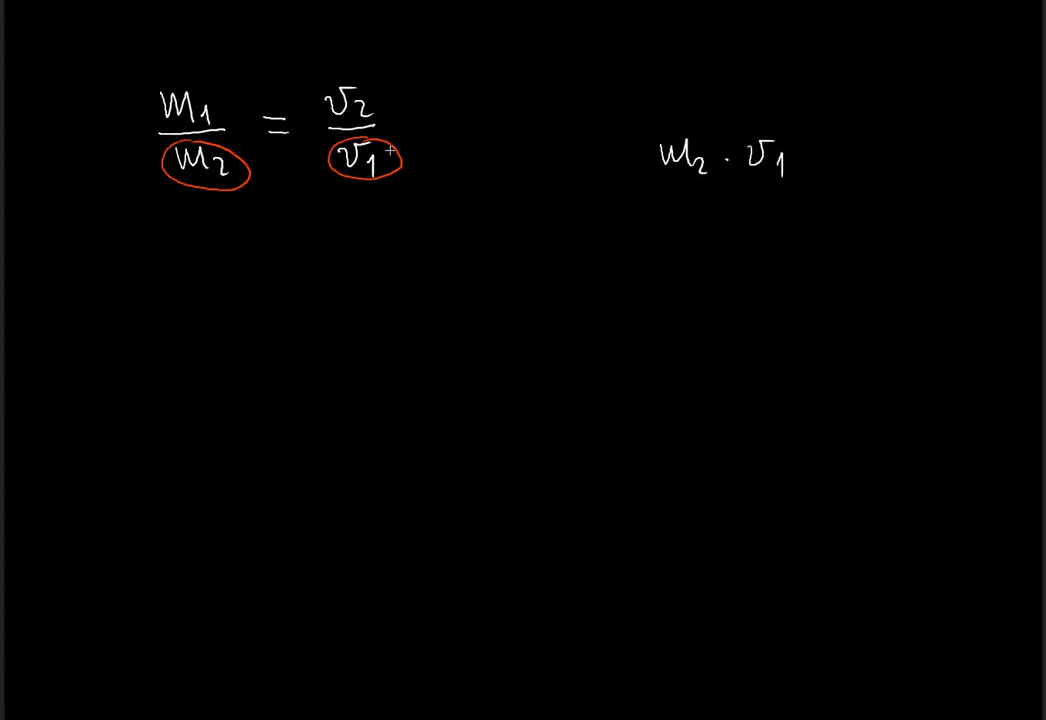 m₁/m₂ = v₂/v₁
m₂ · v₁